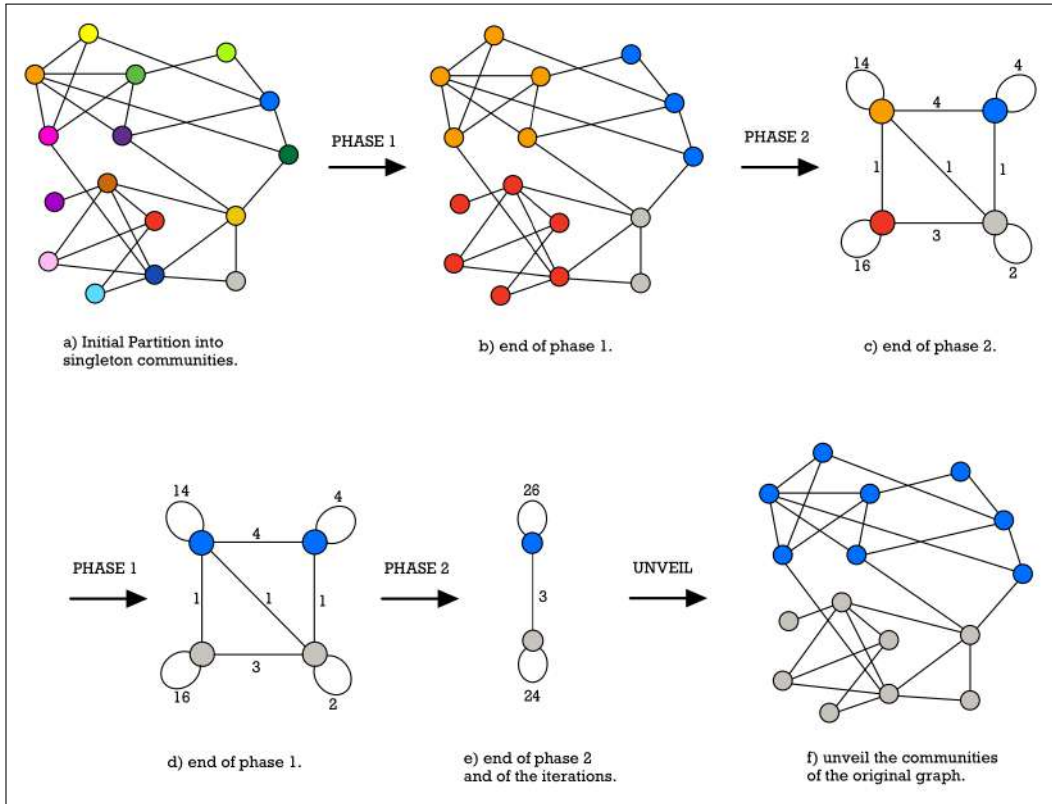 PHASE 1
PHASE 2
14
4
4
1
1
1
3
16
2
a) Initial Partition into
singleton communities.
b) end of phase 1.
c) end of phase 2.
PHASE 1
14
4
4
1
1
1
3
16
2
PHASE 2
26
3
24
UNVEIL
d) end of phase 1.
e) end of phase 2
and of the iterations.
f) unveil the communities
of the original graph.